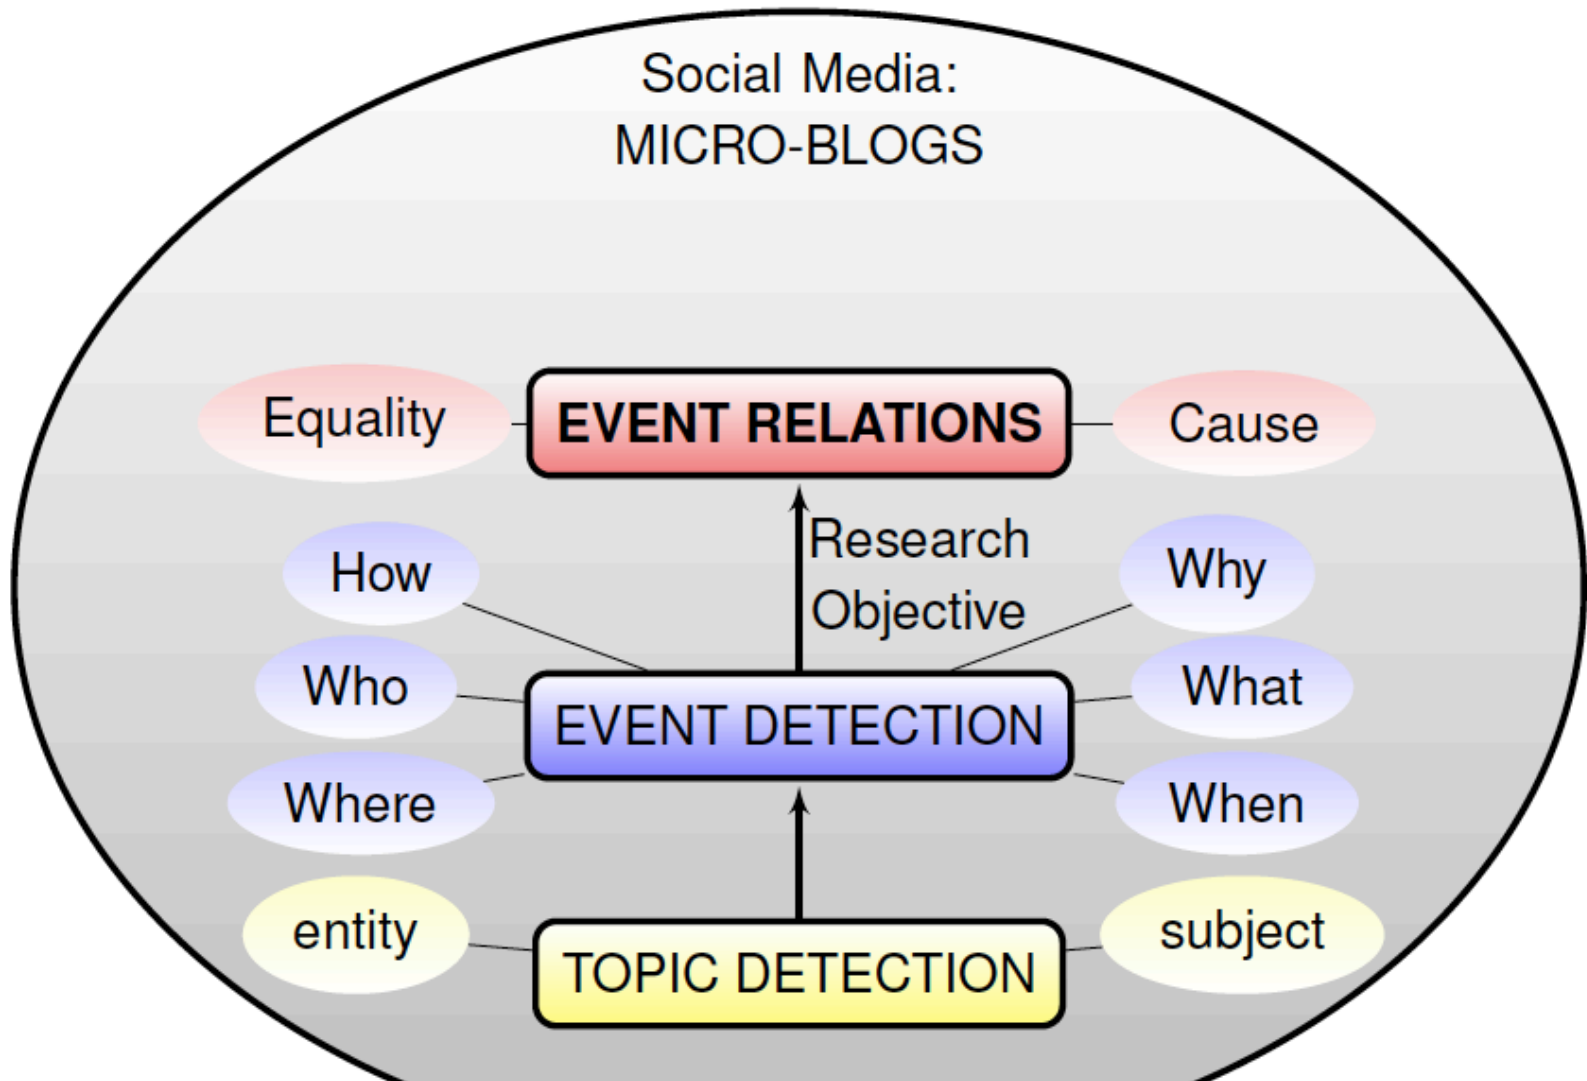 Social Media:
MICRO-BLOGS
Equality
EVENT RELATIONS
Cause
Research
Objective
How
Why
Who
What
EVENT DETECTION
Where
When
entity
subject
TOPIC DETECTION